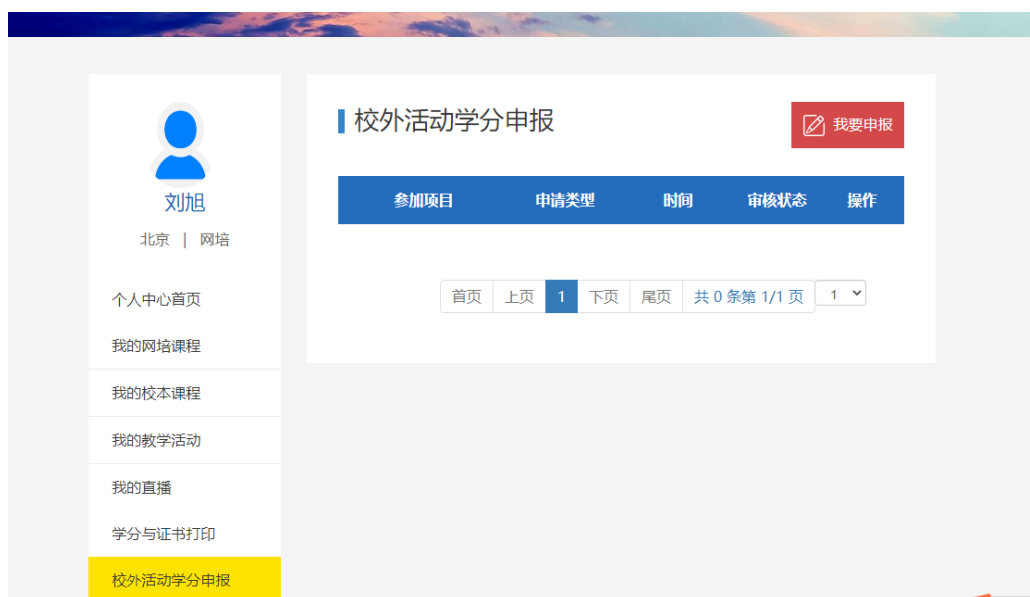 刘旭
北京 | 网培
个人中心首页
我的网培课程
我的校本课程
我的教学活动
我的直播
学分与证书打印
校外活动学分申报
校外活动学分申报
我要申报
参加项目 申请类型 时间 审核状态 操作
首页 上页 1 下页 尾页 共 0 条第 1/1 页 1